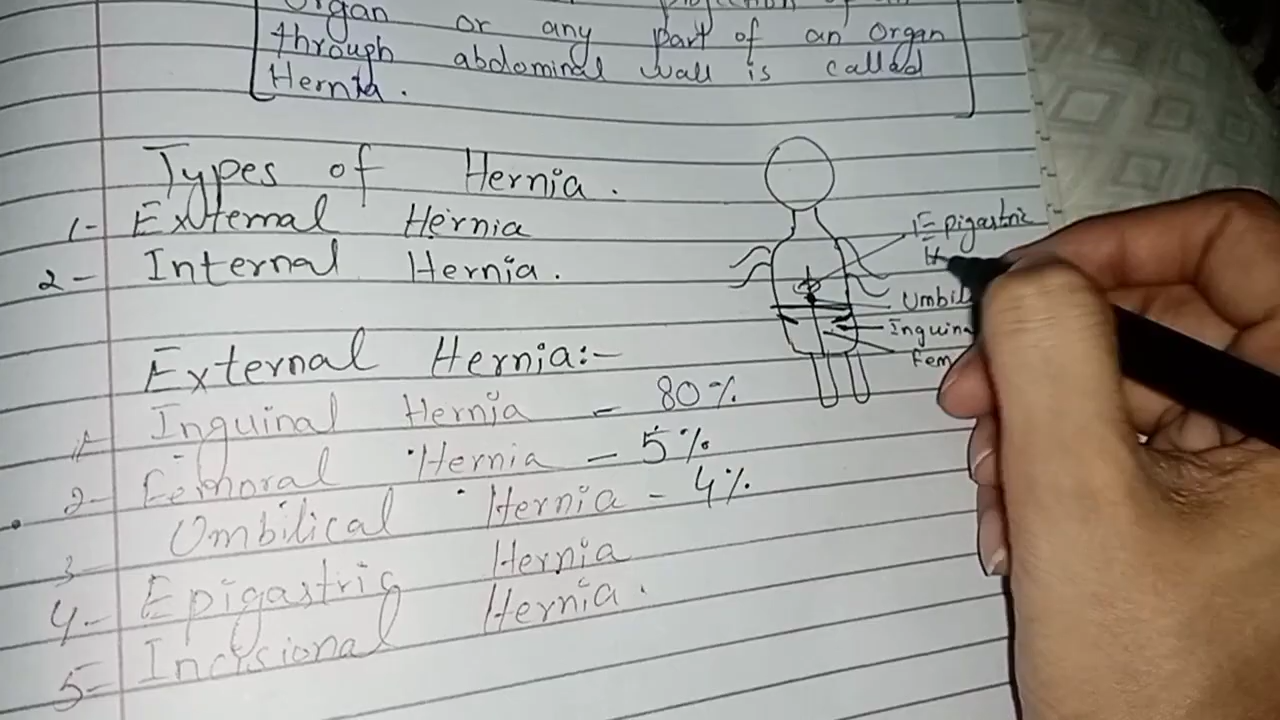 Organ or any part of an Organ
through abdominal wall is called
Hernia.
Types of Hernia.
1- External Hernia
2- Internal Hernia.
Epigastric
H
Umbil
Inguina
Fem
External Hernia:-
1- Inguinal Hernia - 80%
2- Femoral Hernia - 5%
3- Umbilical Hernia - 4%
4- Epigastric Hernia
5- Incisional Hernia.